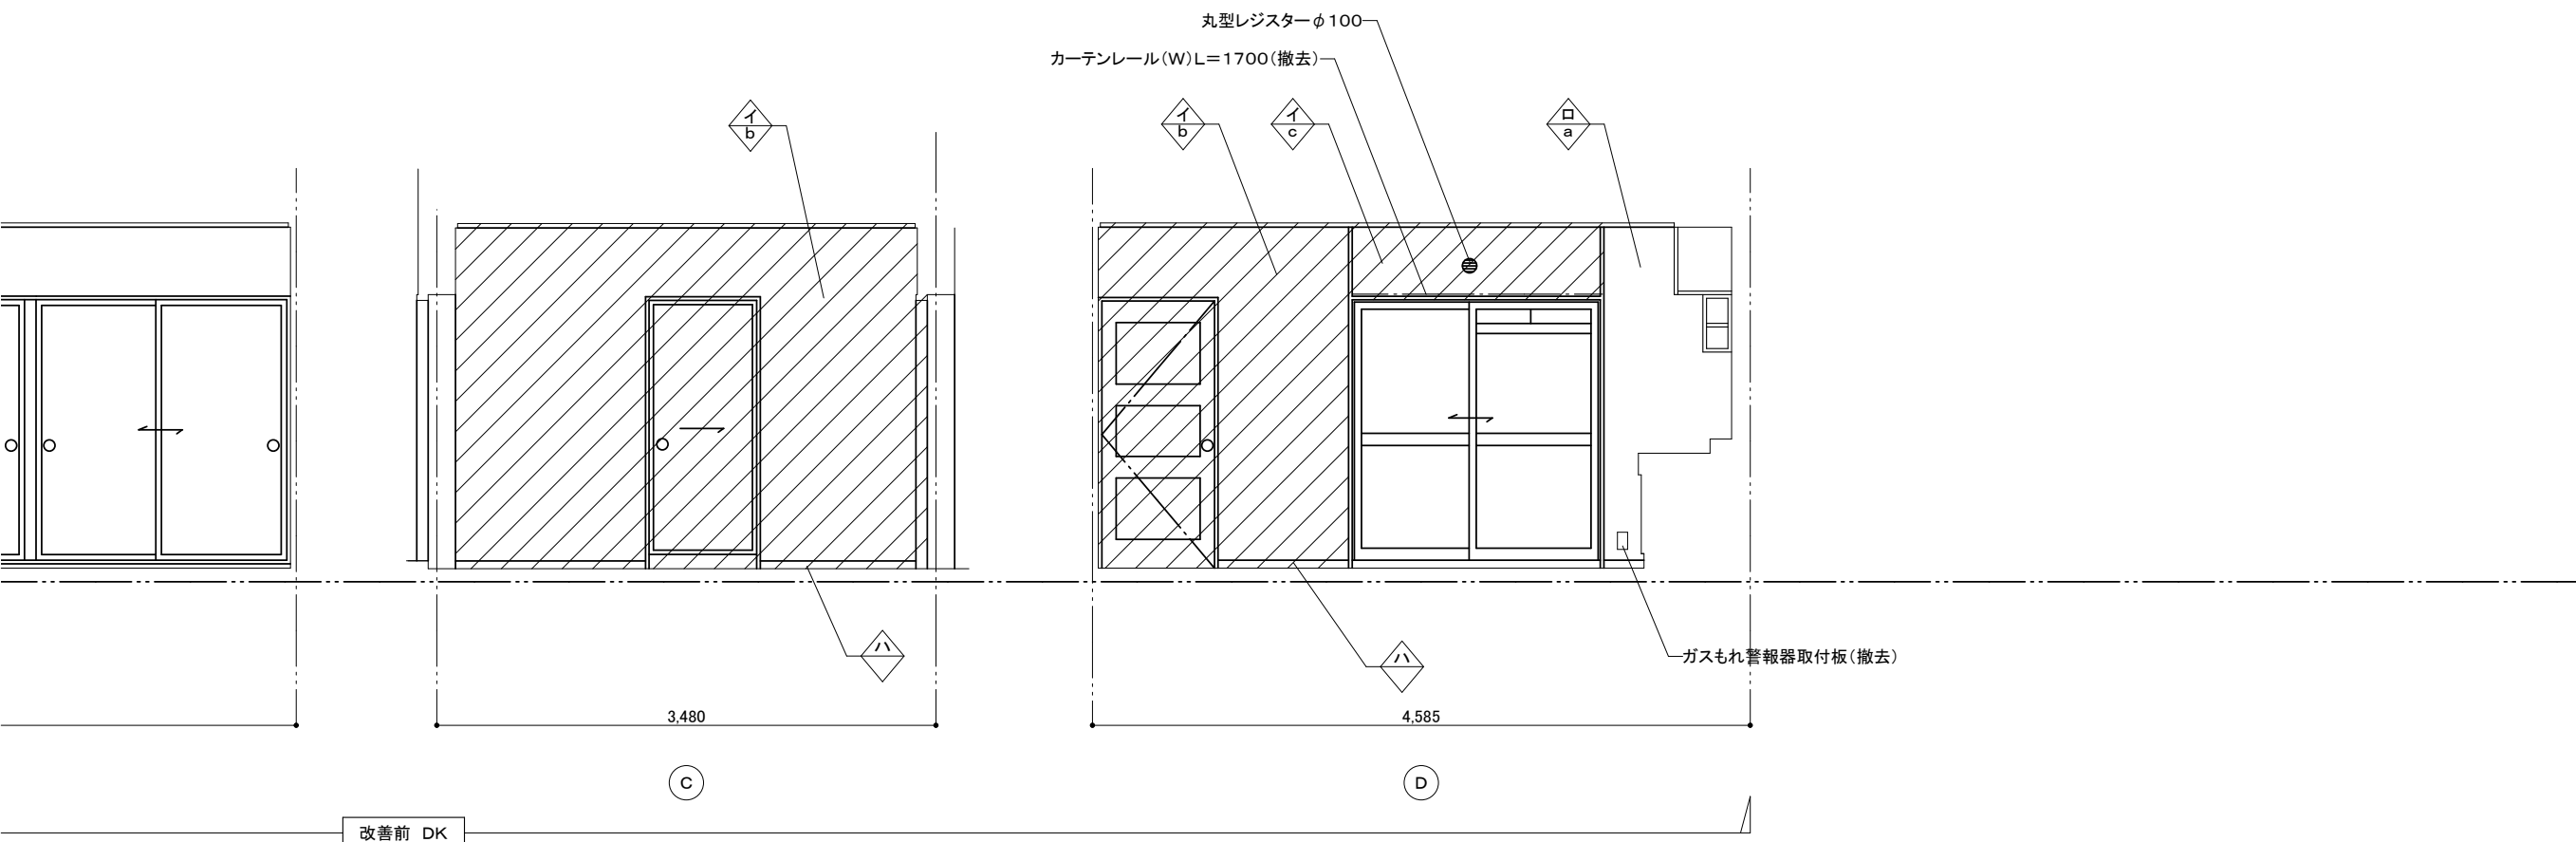 丸型レジスターφ100
カーテンレール(W)L=1700(撤去)
イ
b
イ
b
イ
c
ロ
a
ハ
ハ
ガスもれ警報器取付板(撤去)
3,480
4,585
C
D
改善前 DK